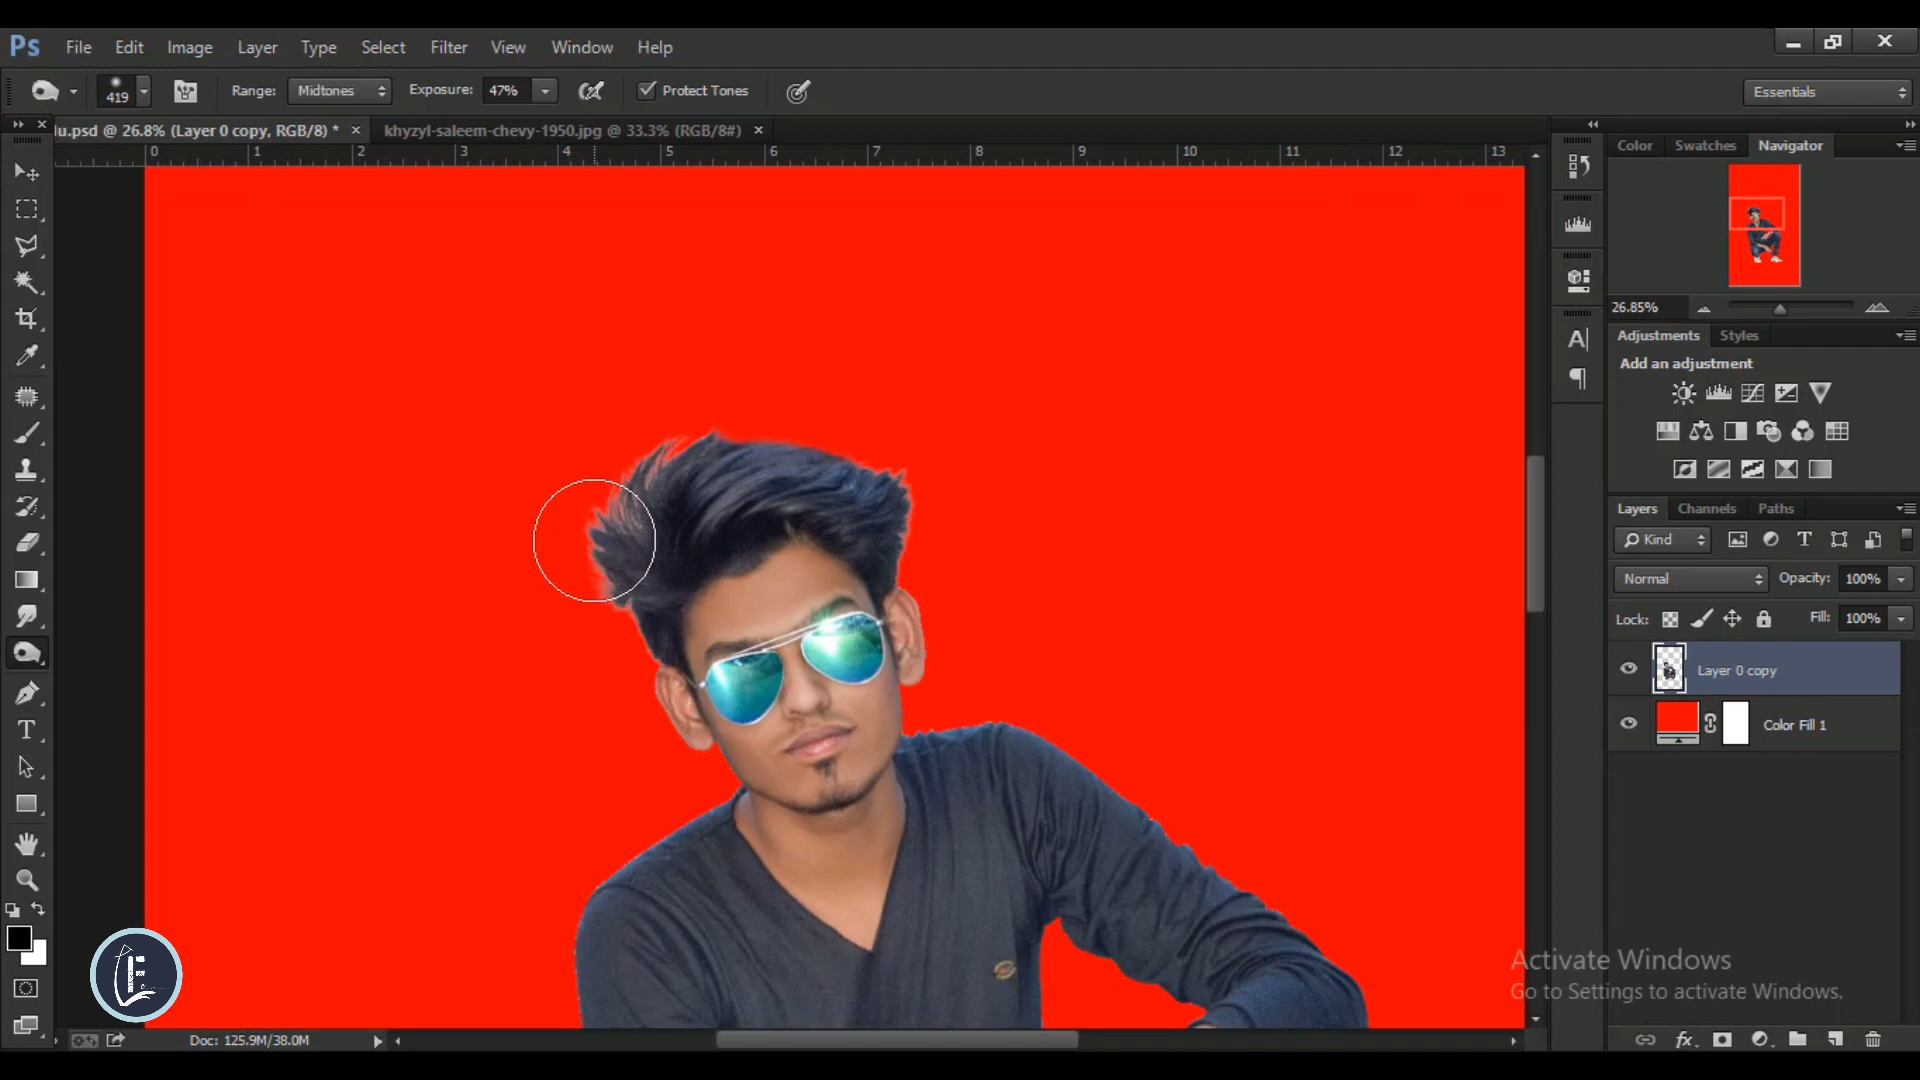 Ps File Edit Image Layer Type Select Filter View Window Help
419 Range: Midtones Exposure: 47% Protect Tones Essentials
lu.psd @ 26.8% (Layer 0 copy, RGB/8) * khyzyl-saleem-chevy-1950.jpg @ 33.3% (RGB/8#)
0 1 2 3 4 5 6 7 8 9 10 11 12 13
Color Swatches Navigator
26.85%
Adjustments Styles
Add an adjustment
Layers Channels Paths
Kind
Normal Opacity: 100%
Lock: Fill: 100%
Layer 0 copy
Color Fill 1
Activate Windows
Go to Settings to activate Windows.
Doc: 125.9M/38.0M